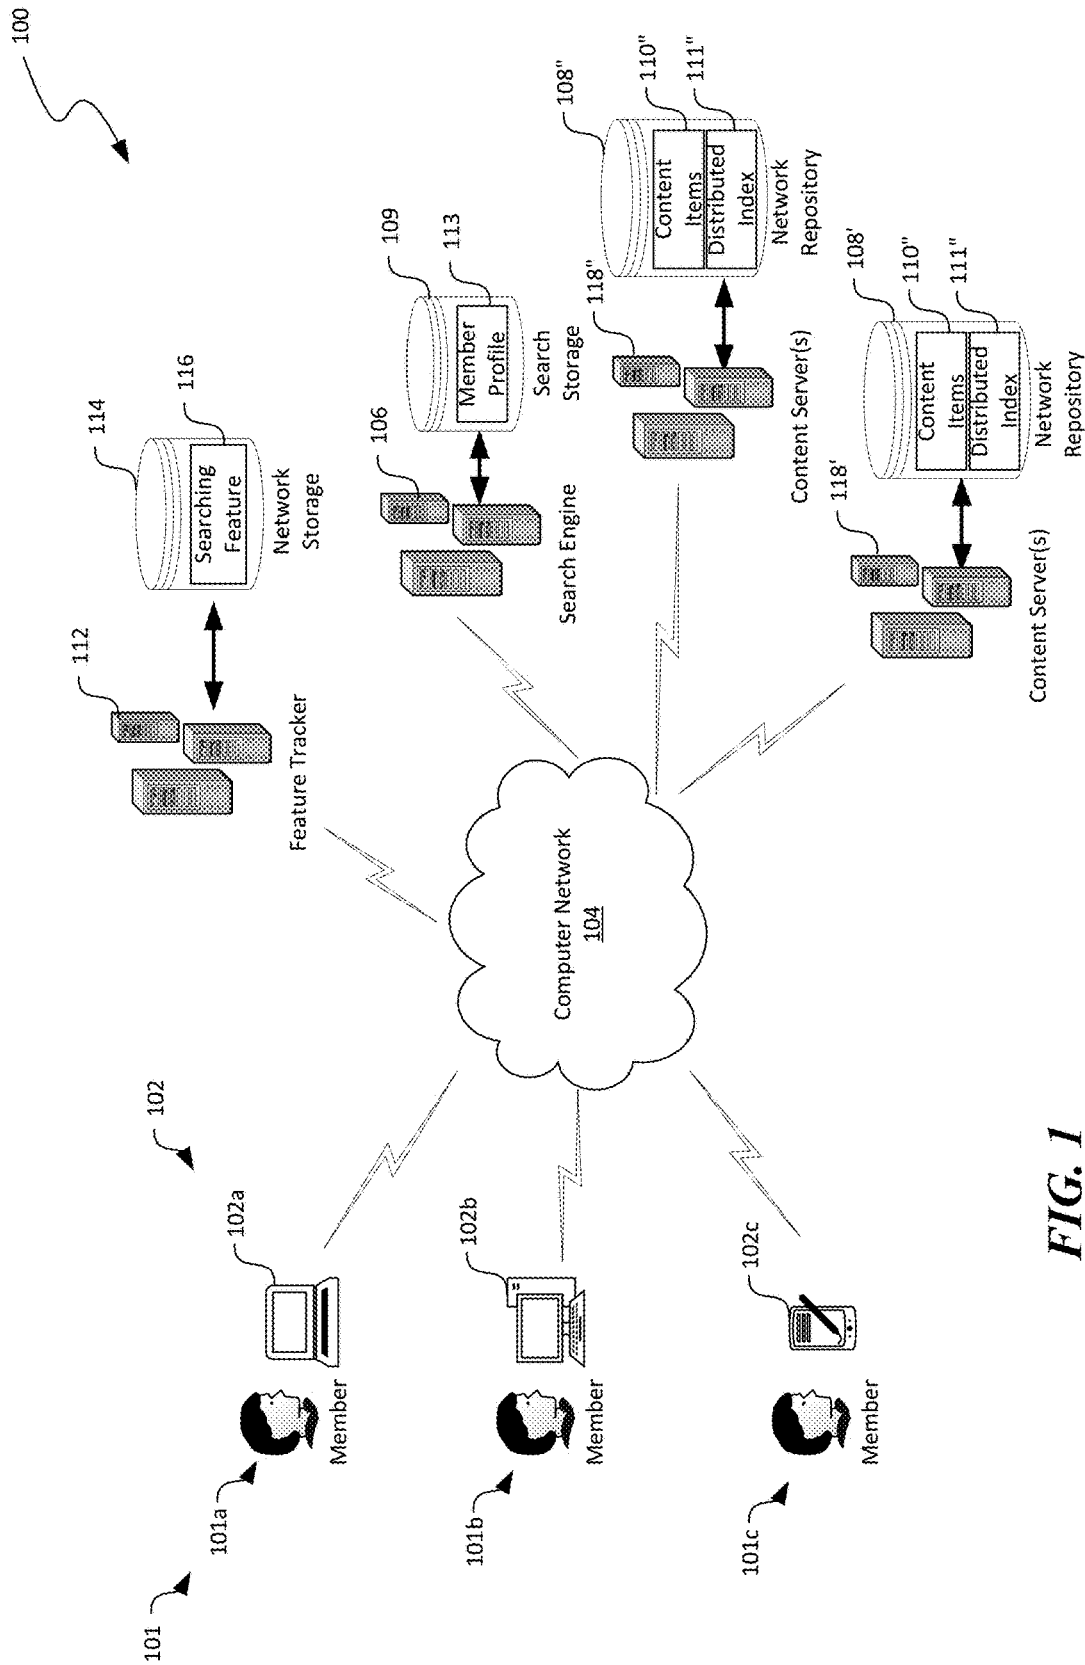 100
114
116
Searching
Feature
Network
Storage
112
Feature Tracker
109
113
Member
Profile
Search
Storage
106
Search Engine
108"
110"
111"
Content
Items
Distributed
Index
Network
Repository
118"
Content Server(s)
108'
110"
111"
Content
Items
Distributed
Index
Network
Repository
118'
Content Server(s)
Computer Network
104
102
102a
102b
102c
101
101a
Member
101b
Member
101c
Member
FIG. 1